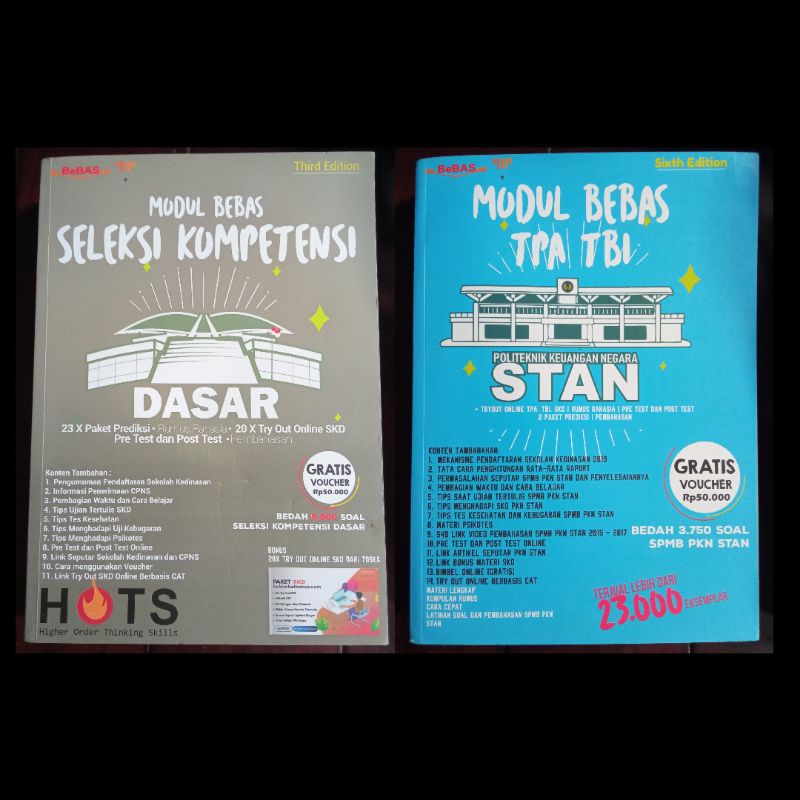 BeBAS
Third Edition
MODUL BEBAS
SELEKSI KOMPETENSI
DASAR
23 X Paket Prediksi • Rumus Rahasia • 20 X Try Out Online SKD
Pre Test dan Post Test • Pembahasan
Konten Tambahan :
1. Pengumuman Pendaftaran Sekolah Kedinasan
2. Informasi Penerimaan CPNS
3. Pembagian Waktu dan Cara Belajar
4. Tips Ujian Tertulis SKD
5. Tips Tes Kesehatan
6. Tips Menghadapi Uji Kebugaran
7. Tips Menghadapi Psikotes
8. Pre Test dan Post Test Online
9. Link Seputar Sekolah Kedinasan dan CPNS
10. Cara menggunakan Voucher
11. Link Try Out SKD Online Berbasis CAT
GRATIS
VOUCHER
Rp50.000
BEDAH 5.000 SOAL
SELEKSI KOMPETENSI DASAR
BONUS
20X TRY OUT ONLINE SKD DARI TOSKA
PAKET SKD
HOTS
Higher Order Thinking Skills
BeBAS
Sixth Edition
MODUL BEBAS
TPA TBI
POLITEKNIK KEUANGAN NEGARA
STAN
• TRYOUT ONLINE TPA, TBI, SKD | RUMUS RAHASIA | PRE TEST DAN POST TEST
2 PAKET PREDIKSI | PEMBAHASAN
KONTEN TAMBAHAN:
1. MEKANISME PENDAFTARAN SEKOLAH KEDINASAN 2019
2. TATA CARA PENGHITUNGAN RATA-RATA RAPORT
3. PERMASALAHAN SEPUTAR SPMB PKN STAN DAN PENYELESAIANNYA
4. PEMBAGIAN WAKTU DAN CARA BELAJAR
5. TIPS SAAT UJIAN TERTULIS SPMB PKN STAN
6. TIPS MENGHADAPI SKD PKN STAN
7. TIPS TES KESEHATAN DAN KEBUGARAN SPMB PKN STAN
8. MATERI PSIKOTES
9. 540 LINK VIDEO PEMBAHASAN SPMB PKN STAN 2015 - 2017
10. PRE TEST DAN POST TEST ONLINE
11. LINK ARTIKEL SEPUTAR PKN STAN
12. LINK BONUS MATERI SKD
13. BIMBEL ONLINE (GRATIS)
14. TRY OUT ONLINE BERBASIS CAT
MATERI LENGKAP
KUMPULAN RUMUS
CARA CEPAT
LATIHAN SOAL DAN PEMBAHASAN SPMB PKN
STAN
GRATIS
VOUCHER
Rp50.000
BEDAH 3.750 SOAL
SPMB PKN STAN
TERJUAL LEBIH DARI
23.000 EKSEMPLAR